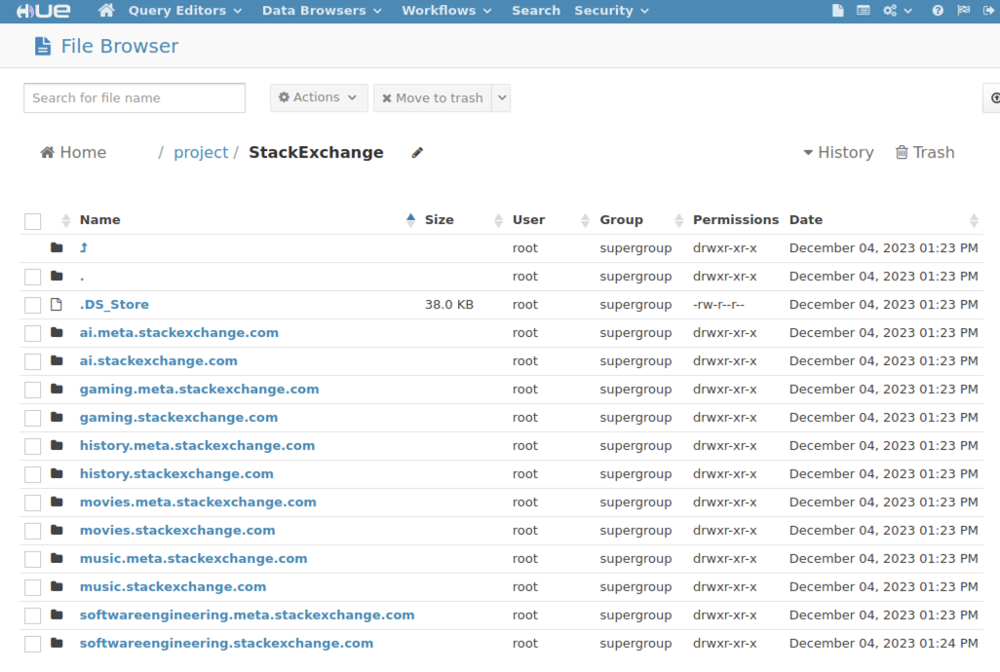 HUE Query Editors Data Browsers Workflows Search Security
File Browser
Search for file name Actions Move to trash
Home / project / StackExchange History Trash
Name Size User Group Permissions Date
root supergroup drwxr-xr-x December 04, 2023 01:23 PM
. root supergroup drwxr-xr-x December 04, 2023 01:23 PM
.DS_Store 38.0 KB root supergroup -rw-r--r-- December 04, 2023 01:23 PM
ai.meta.stackexchange.com root supergroup drwxr-xr-x December 04, 2023 01:23 PM
ai.stackexchange.com root supergroup drwxr-xr-x December 04, 2023 01:23 PM
gaming.meta.stackexchange.com root supergroup drwxr-xr-x December 04, 2023 01:23 PM
gaming.stackexchange.com root supergroup drwxr-xr-x December 04, 2023 01:23 PM
history.meta.stackexchange.com root supergroup drwxr-xr-x December 04, 2023 01:23 PM
history.stackexchange.com root supergroup drwxr-xr-x December 04, 2023 01:23 PM
movies.meta.stackexchange.com root supergroup drwxr-xr-x December 04, 2023 01:23 PM
movies.stackexchange.com root supergroup drwxr-xr-x December 04, 2023 01:23 PM
music.meta.stackexchange.com root supergroup drwxr-xr-x December 04, 2023 01:23 PM
music.stackexchange.com root supergroup drwxr-xr-x December 04, 2023 01:23 PM
softwareengineering.meta.stackexchange.com root supergroup drwxr-xr-x December 04, 2023 01:23 PM
softwareengineering.stackexchange.com root supergroup drwxr-xr-x December 04, 2023 01:24 PM